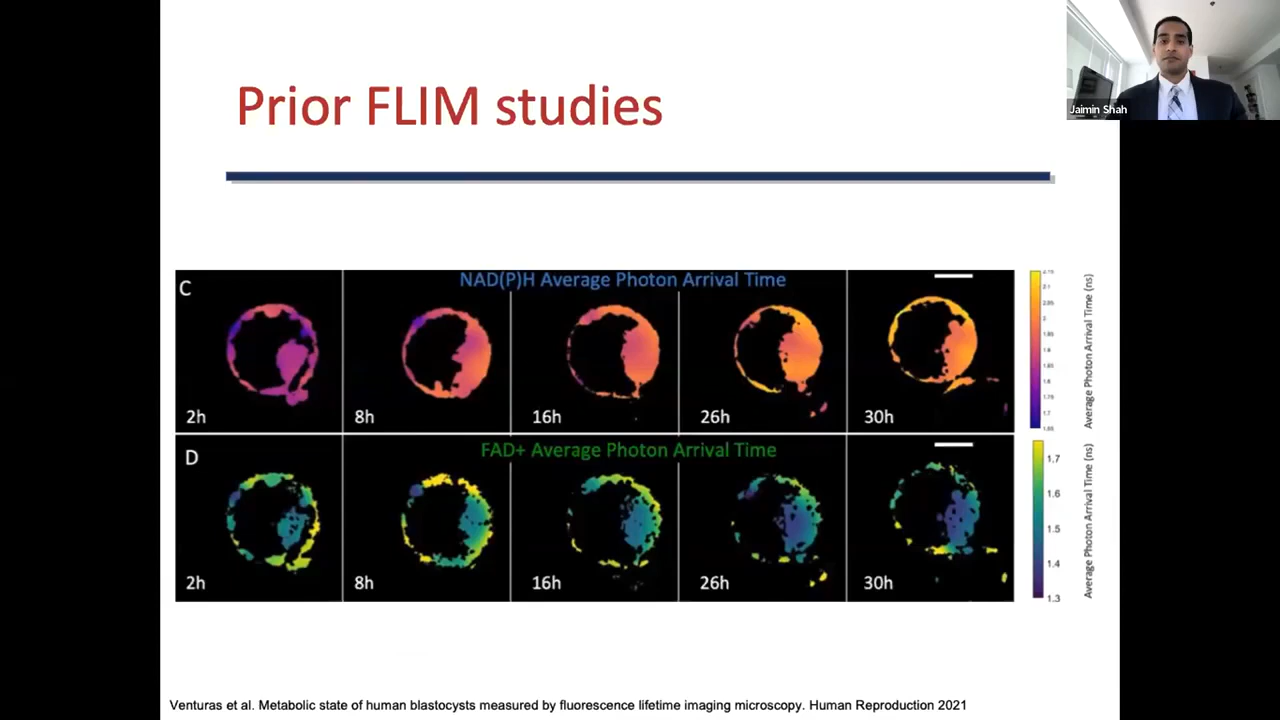 Jaimin Shah
Prior FLIM studies
C
NAD(P)H Average Photon Arrival Time
2h
8h
16h
26h
30h
Average Photon Arrival Time (ns)
D
FAD+ Average Photon Arrival Time
2h
8h
16h
26h
30h
1.7
1.6
1.5
1.4
1.3
Average Photon Arrival Time (ns)
Venturas et al. Metabolic state of human blastocysts measured by fluorescence lifetime imaging microscopy. Human Reproduction 2021